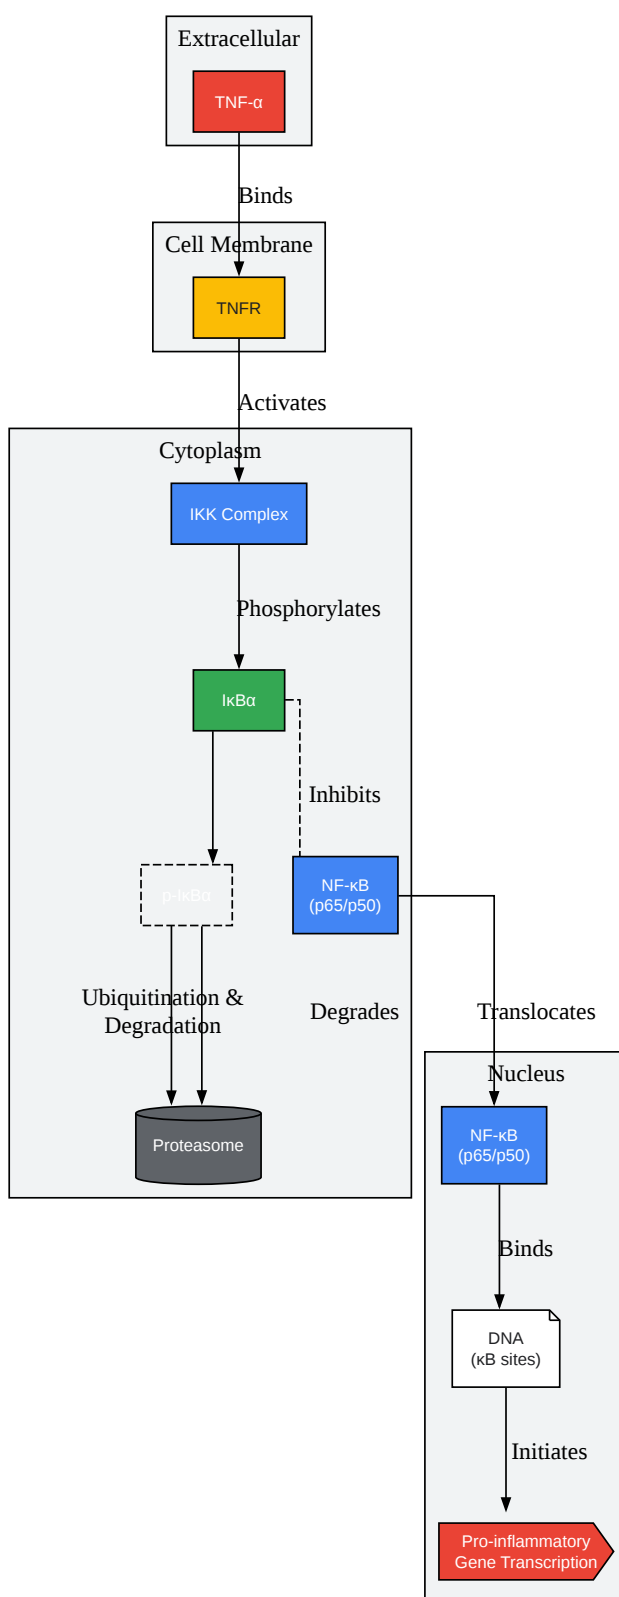 Extracellular
TNF-α
Binds
Cell Membrane
TNFR
Activates
Cytoplasm
IKK Complex
Phosphorylates
IκBα
Inhibits
p-IκBα
NF-κB
(p65/p50)
Ubiquitination &
Degradation
Degrades
Translocates
Nucleus
Proteasome
NF-κB
(p65/p50)
Binds
DNA
(κB sites)
Initiates
Pro-inflammatory
Gene Transcription